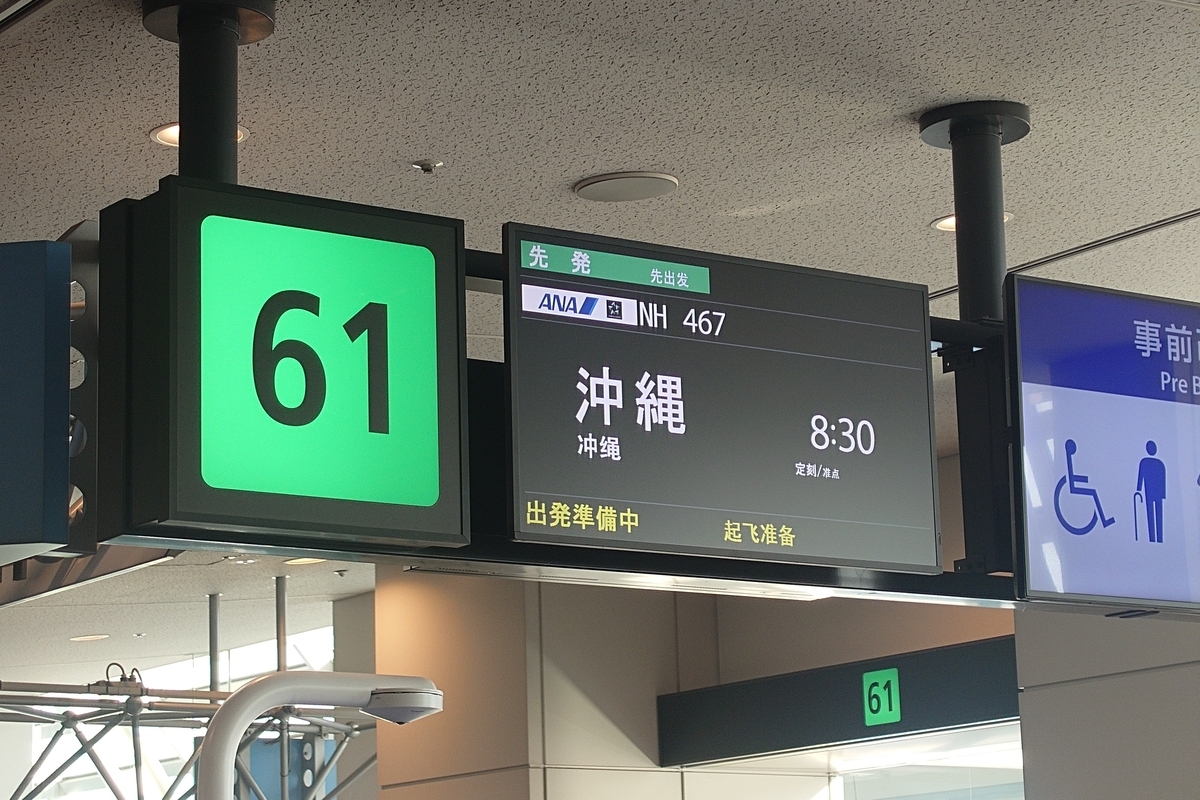 61
先 発 先出发
ANA NH 467
沖縄
冲绳
8:30
定刻/准点
出発準備中 起飞准备
事前
Pre B
61